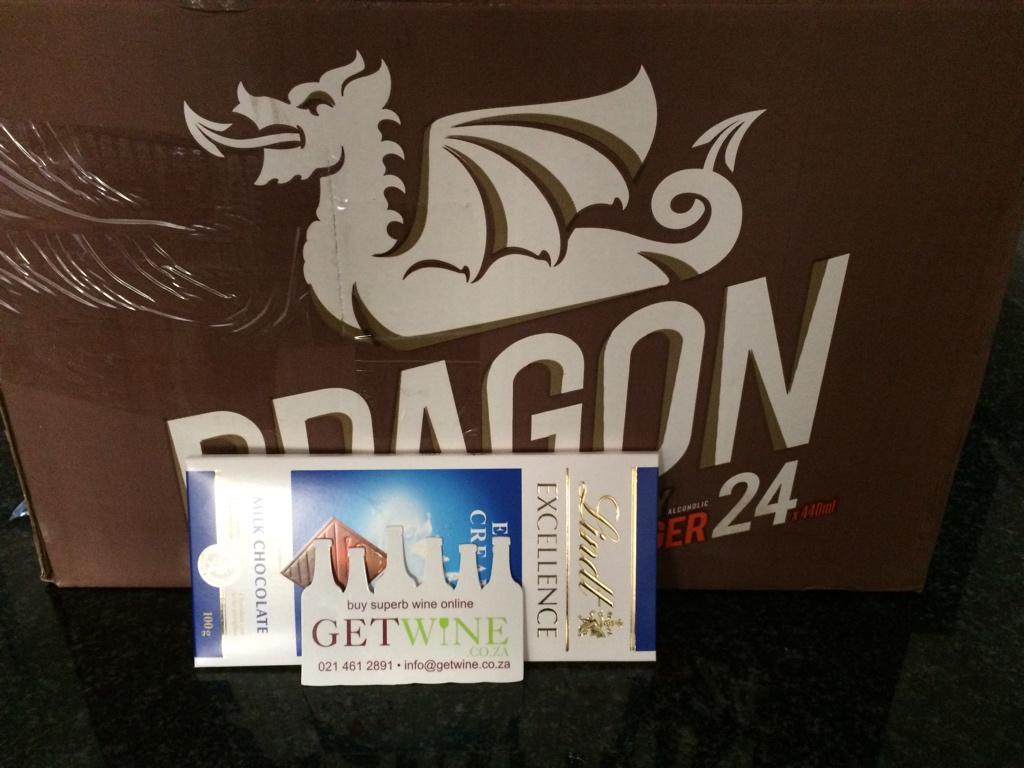 DRAGON
ALCOHOLIC
24 x 440ml
MILK CHOCOLATE
100g
EXCELLENCE
Lindt
buy superb wine online
GETWINE
.CO.ZA
021 461 2891 • info@getwine.co.za